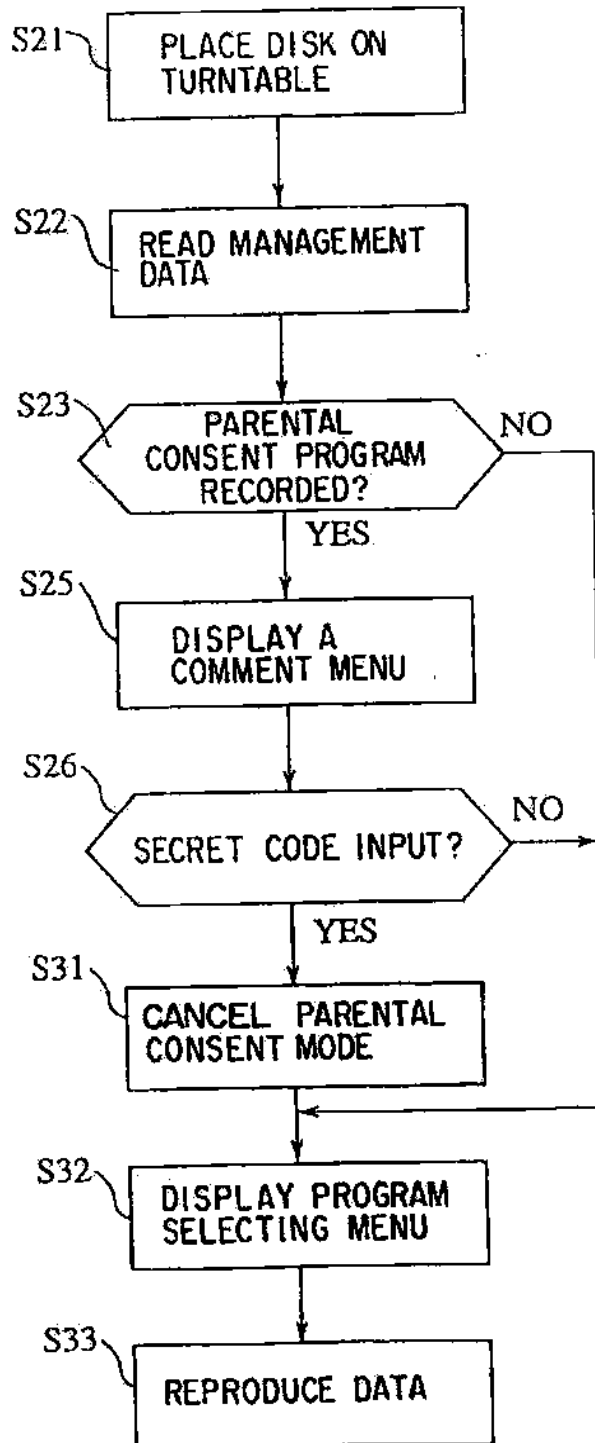 S21
PLACE DISK ON
TURNTABLE
S22
READ MANAGEMENT
DATA
S23
PARENTAL
CONSENT PROGRAM
RECORDED?
NO
YES
S25
DISPLAY A
COMMENT MENU
S26
SECRET CODE INPUT?
NO
YES
S31
CANCEL PARENTAL
CONSENT MODE
S32
DISPLAY PROGRAM
SELECTING MENU
S33
REPRODUCE DATA